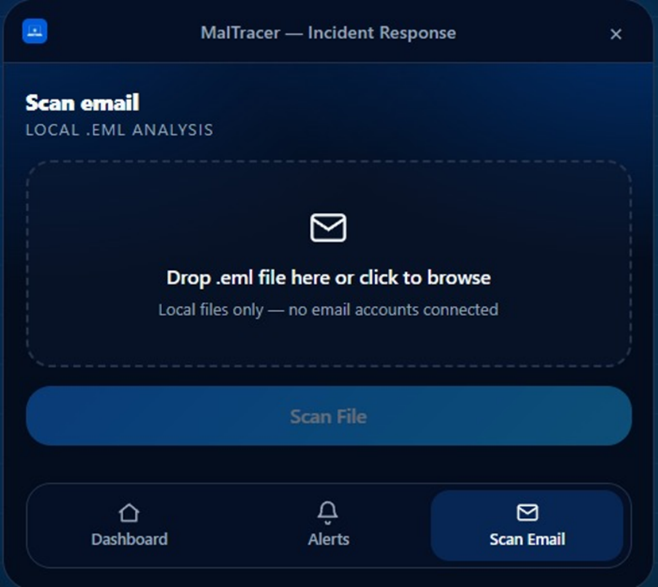 MalTracer — Incident Response
Scan email
LOCAL .EML ANALYSIS
Drop .eml file here or click to browse
Local files only — no email accounts connected
Scan File
Dashboard
Alerts
Scan Email